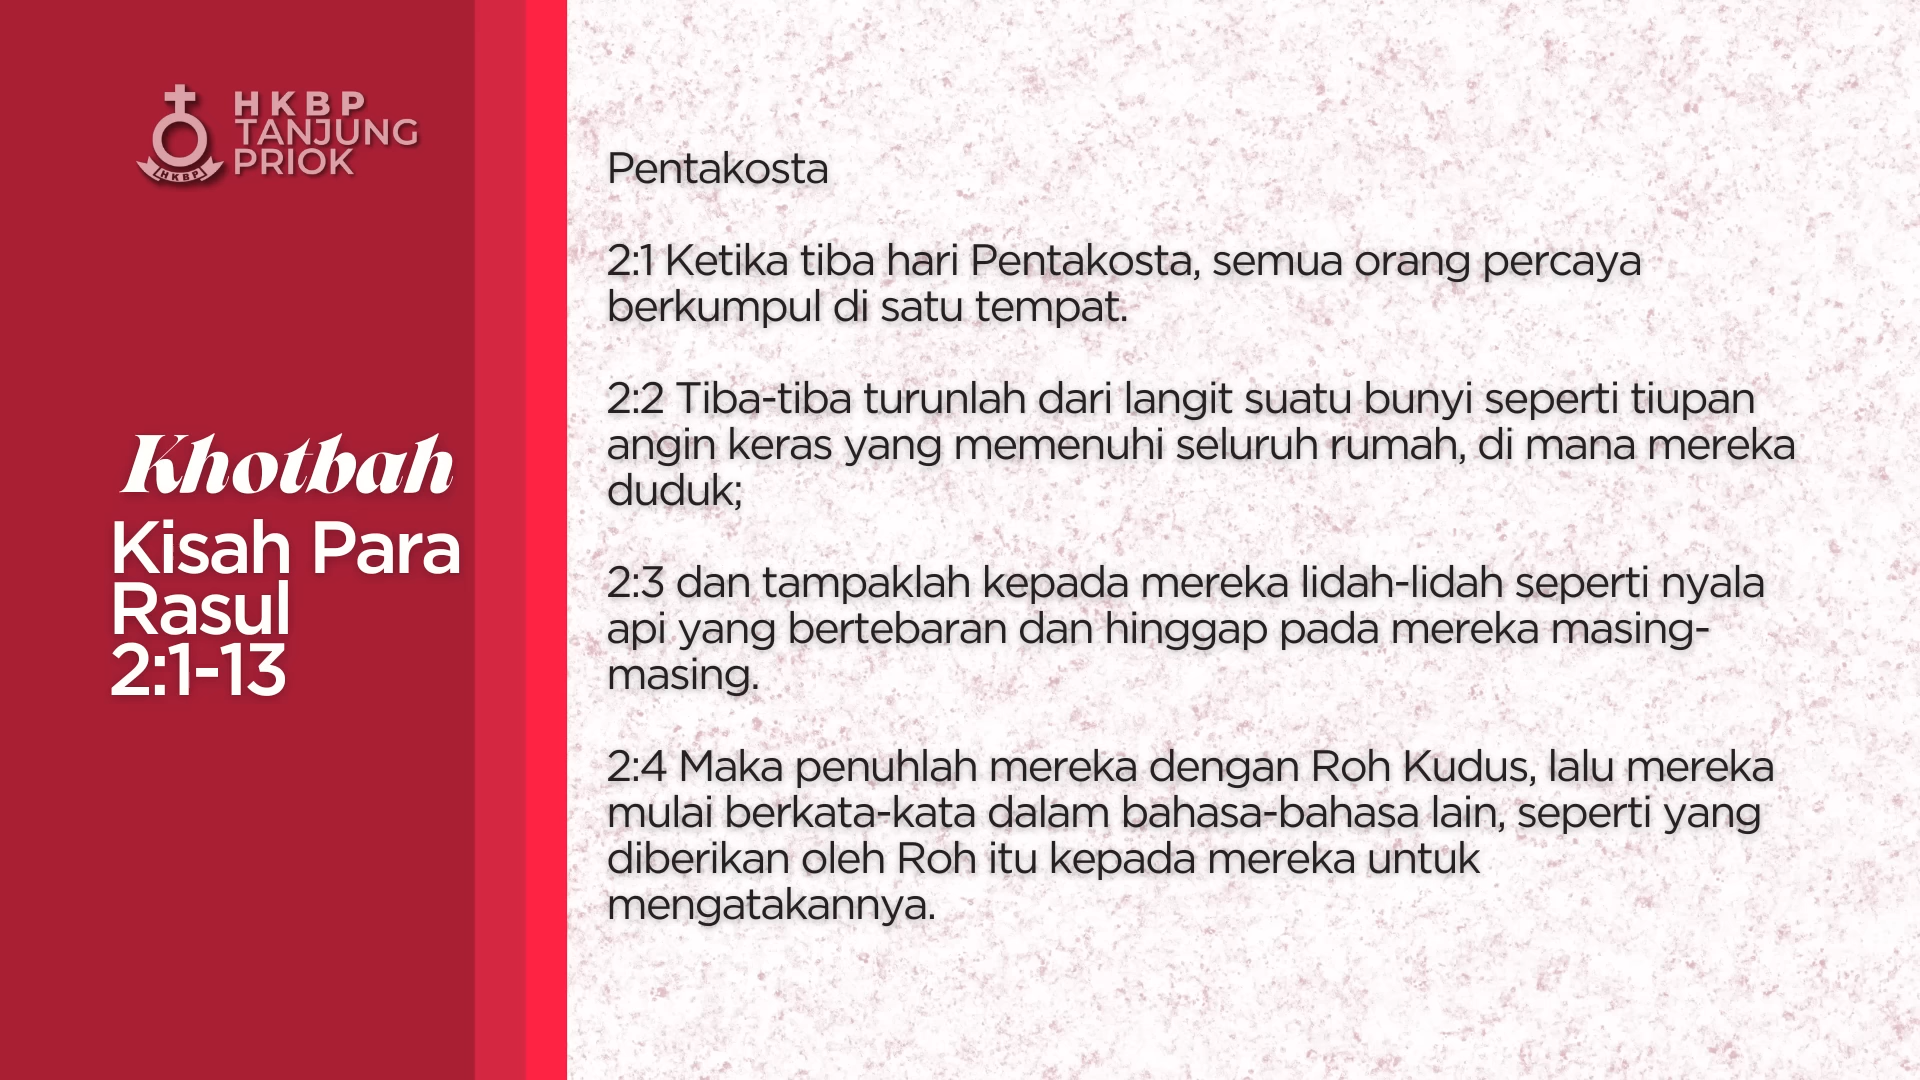 HKBP
TANJUNG
PRIOK
HKBP
Khotbah
Kisah Para
Rasul
2:1-13
Pentakosta
2:1 Ketika tiba hari Pentakosta, semua orang percaya
berkumpul di satu tempat.
2:2 Tiba-tiba turunlah dari langit suatu bunyi seperti tiupan
angin keras yang memenuhi seluruh rumah, di mana mereka
duduk;
2:3 dan tampaklah kepada mereka lidah-lidah seperti nyala
api yang bertebaran dan hinggap pada mereka masing-
masing.
2:4 Maka penuhlah mereka dengan Roh Kudus, lalu mereka
mulai berkata-kata dalam bahasa-bahasa lain, seperti yang
diberikan oleh Roh itu kepada mereka untuk
mengatakannya.